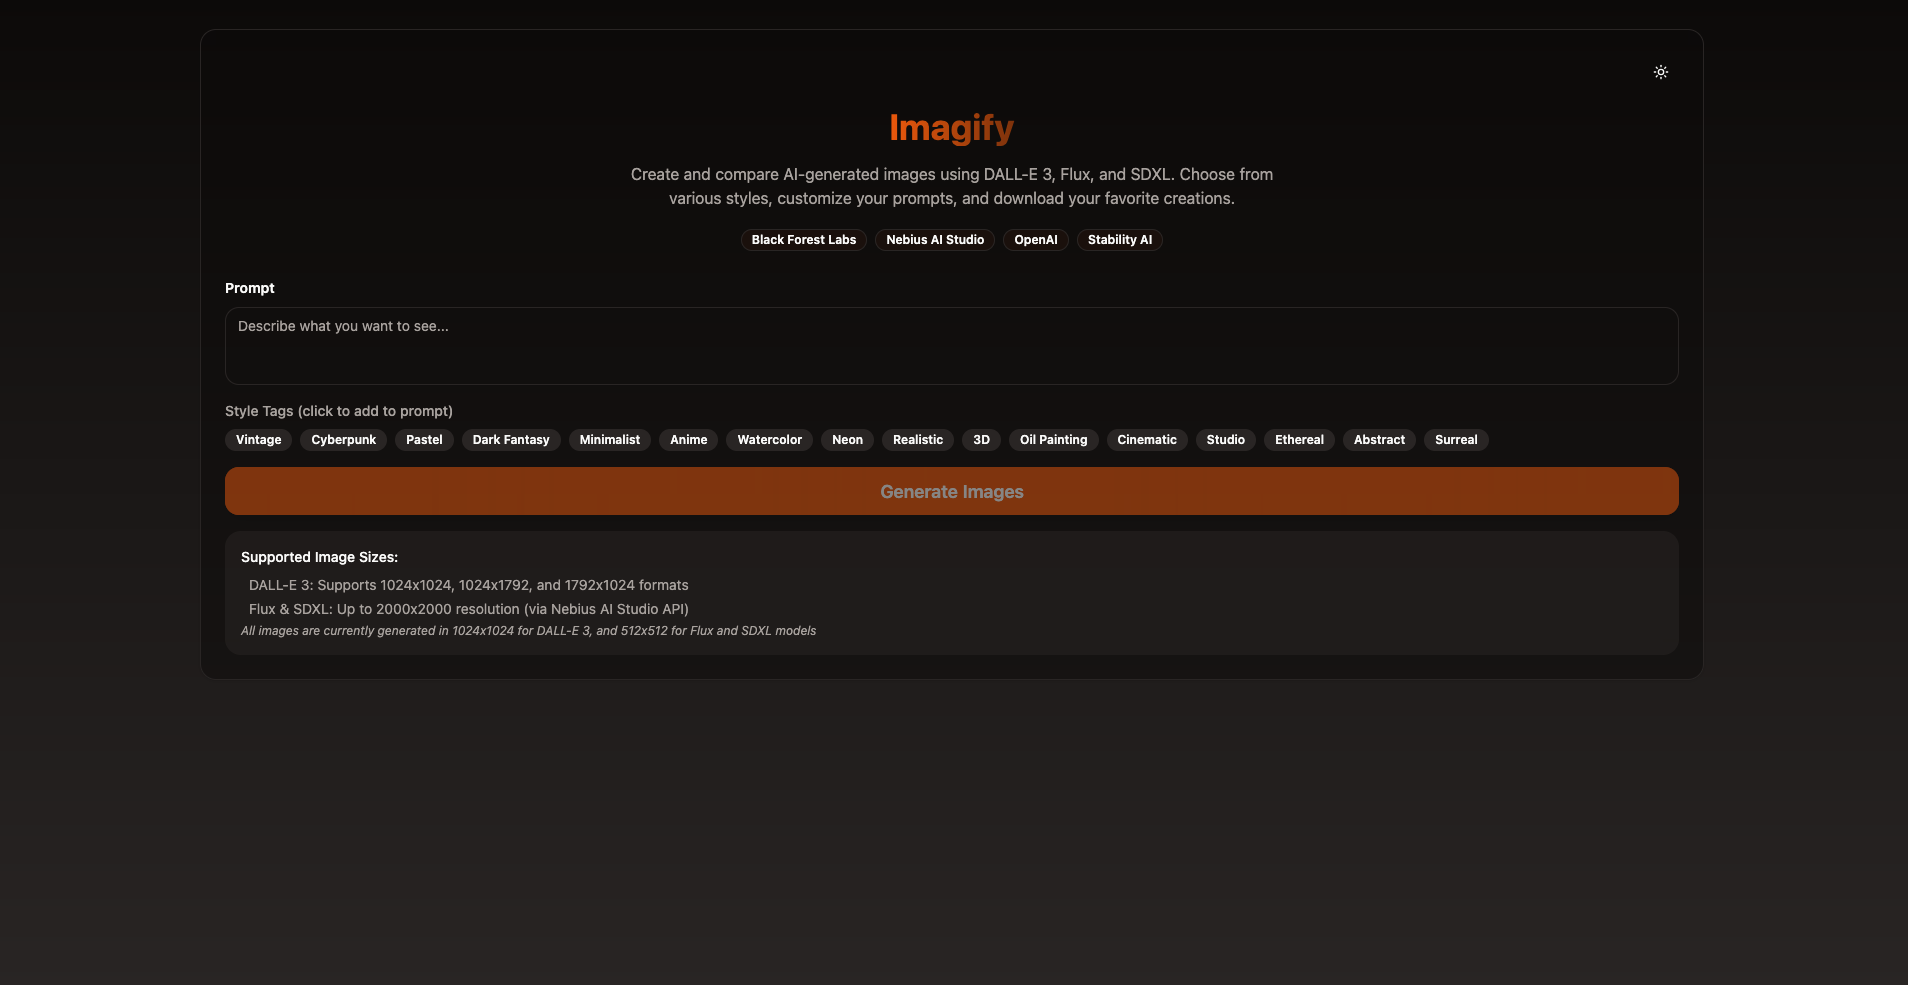 Imagify
Create and compare AI-generated images using DALL-E 3, Flux, and SDXL. Choose from
various styles, customize your prompts, and download your favorite creations.
Black Forest Labs Nebius AI Studio OpenAI Stability AI
Prompt
Describe what you want to see...
Style Tags (click to add to prompt)
Vintage Cyberpunk Pastel Dark Fantasy Minimalist Anime Watercolor Neon Realistic 3D Oil Painting Cinematic Studio Ethereal Abstract Surreal
Generate Images
Supported Image Sizes:
DALL-E 3: Supports 1024x1024, 1024x1792, and 1792x1024 formats
Flux & SDXL: Up to 2000x2000 resolution (via Nebius AI Studio API)
All images are currently generated in 1024x1024 for DALL-E 3, and 512x512 for Flux and SDXL models